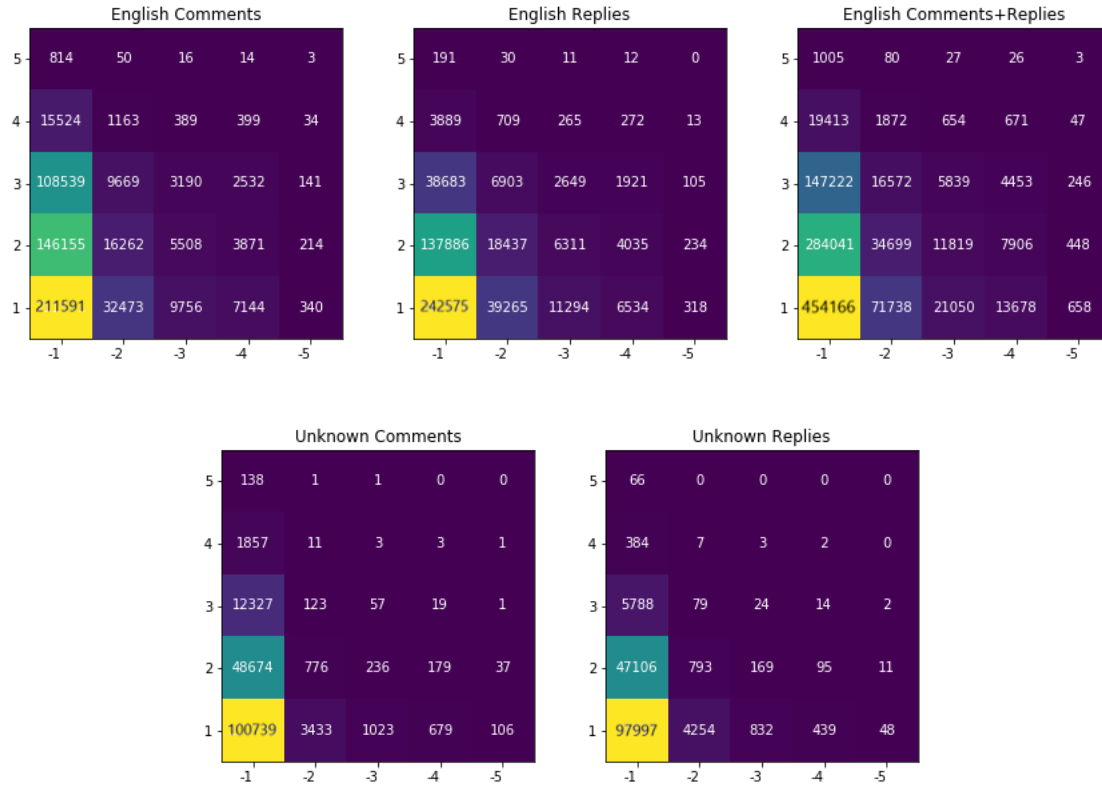 English Comments
5 814 50 16 14 3
4 15524 1163 389 399 34
3 108539 9669 3190 2532 141
2 146155 16262 5508 3871 214
1 211591 32473 9756 7144 340
-1 -2 -3 -4 -5
English Replies
5 191 30 11 12 0
4 3889 709 265 272 13
3 38683 6903 2649 1921 105
2 137886 18437 6311 4035 234
1 242575 39265 11294 6534 318
-1 -2 -3 -4 -5
English Comments+Replies
5 1005 80 27 26 3
4 19413 1872 654 671 47
3 147222 16572 5839 4453 246
2 284041 34699 11819 7906 448
1 454166 71738 21050 13678 658
-1 -2 -3 -4 -5
Unknown Comments
5 138 1 1 0 0
4 1857 11 3 3 1
3 12327 123 57 19 1
2 48674 776 236 179 37
1 100739 3433 1023 679 106
-1 -2 -3 -4 -5
Unknown Replies
5 66 0 0 0 0
4 384 7 3 2 0
3 5788 79 24 14 2
2 47106 793 169 95 11
1 97997 4254 832 439 48
-1 -2 -3 -4 -5